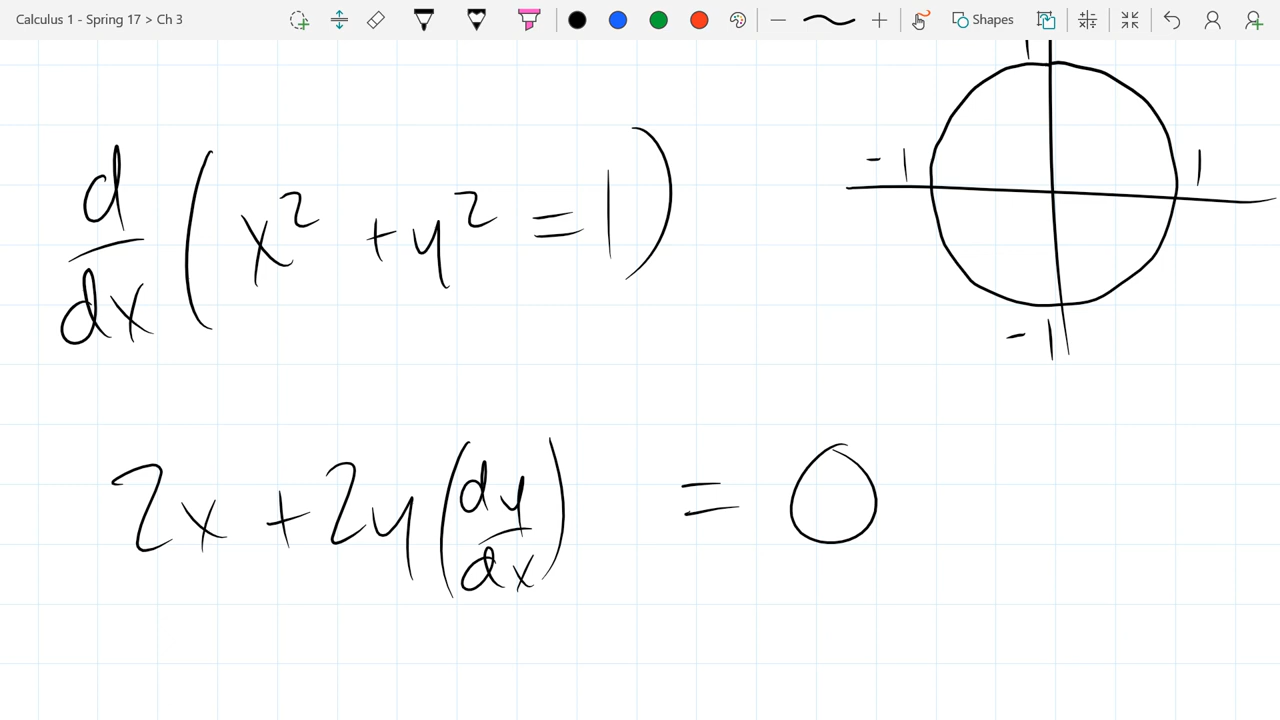 Calculus 1 - Spring 17 > Ch 3
Shapes
1
-1
1
-1
d/dx (x² + y² = 1)
2x + 2y (dy/dx) = 0